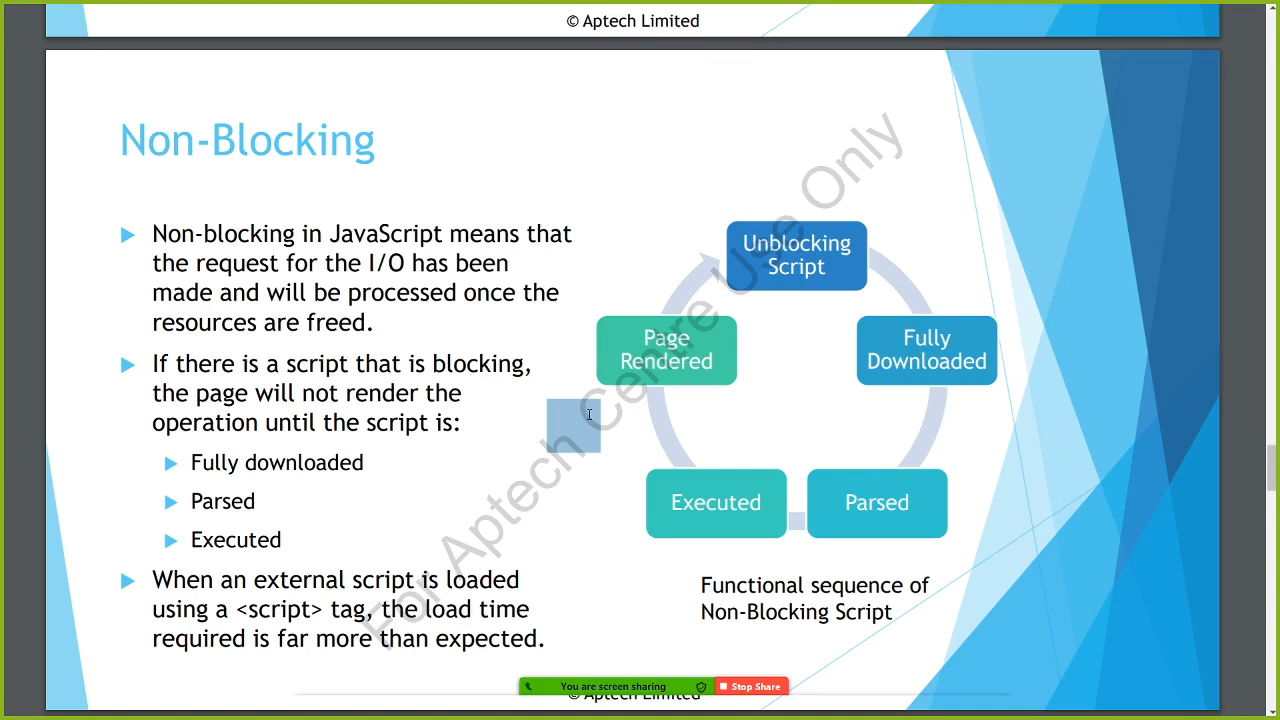 © Aptech Limited
Non-Blocking
Non-blocking in JavaScript means that
the request for the I/O has been
made and will be processed once the
resources are freed.
If there is a script that is blocking,
the page will not render the
operation until the script is:
Fully downloaded
Parsed
Executed
When an external script is loaded
using a <script> tag, the load time
required is far more than expected.
Unblocking
Script
Fully
Downloaded
Parsed
Executed
Page
Rendered
Functional sequence of
Non-Blocking Script
For Aptech Centre Use Only
You are screen sharing
Stop Share
© Aptech Limited